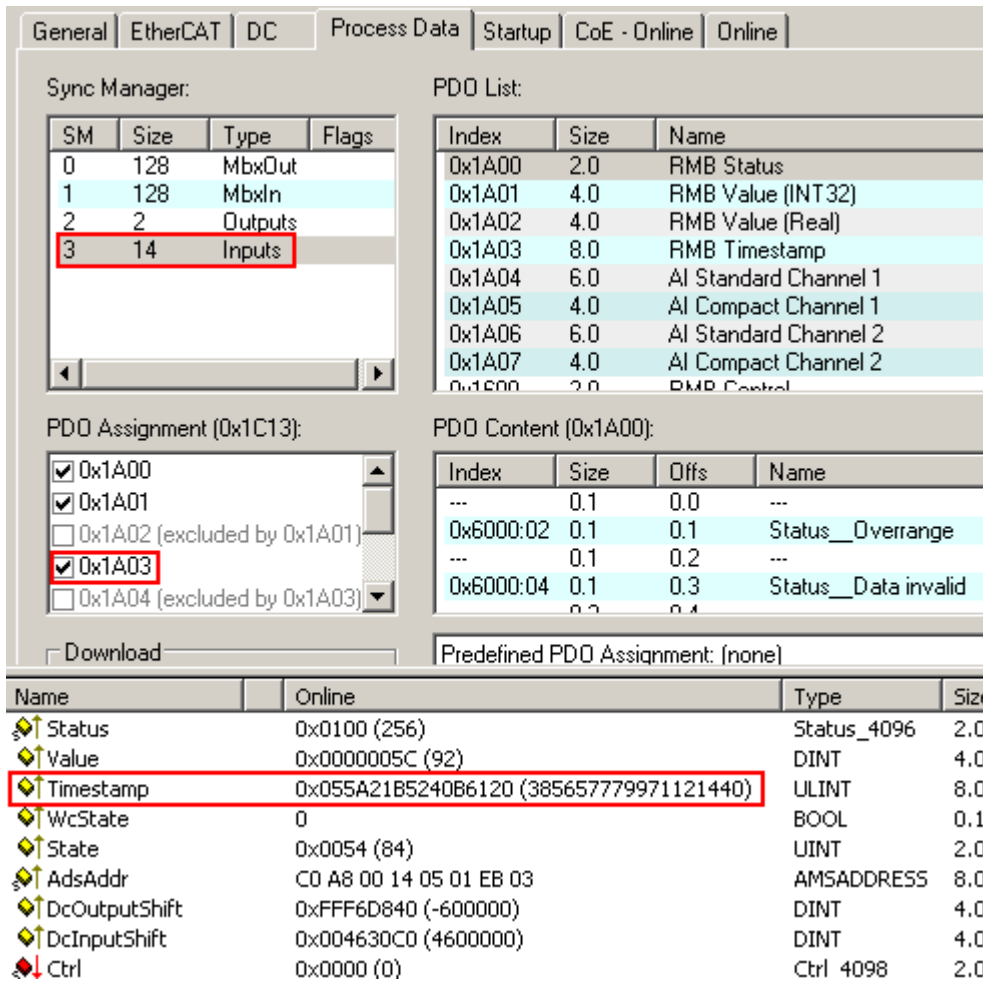 General EtherCAT DC Process Data Startup CoE - Online Online
Sync Manager:
SM Size Type Flags
0 128 MbxOut
1 128 MbxIn
2 2 Outputs
3 14 Inputs
PDO List:
Index Size Name
0x1A00 2.0 RMB Status
0x1A01 4.0 RMB Value (INT32)
0x1A02 4.0 RMB Value (Real)
0x1A03 8.0 RMB Timestamp
0x1A04 6.0 AI Standard Channel 1
0x1A05 4.0 AI Compact Channel 1
0x1A06 6.0 AI Standard Channel 2
0x1A07 4.0 AI Compact Channel 2
0x1600 2.0 RMB Control
PDO Assignment (0x1C13):
0x1A00
0x1A01
0x1A02 (excluded by 0x1A01)
0x1A03
0x1A04 (excluded by 0x1A03)
PDO Content (0x1A00):
Index Size Offs Name
--- 0.1 0.0 ---
0x6000:02 0.1 0.1 Status__Overrange
--- 0.1 0.2 ---
0x6000:04 0.1 0.3 Status__Data invalid
Download
Predefined PDO Assignment: (none)
Name Online Type Size
Status 0x0100 (256) Status_4096 2.0
Value 0x0000005C (92) DINT 4.0
Timestamp 0x055A21B5240B6120 (385657779971121440) ULINT 8.0
WcState 0 BOOL 0.1
State 0x0054 (84) UINT 2.0
AdsAddr C0 A8 00 14 05 01 EB 03 AMSADDRESS 8.0
DcOutputShift 0xFFF6D840 (-600000) DINT 4.0
DcInputShift 0x004630C0 (4600000) DINT 4.0
Ctrl 0x0000 (0) Ctrl_4098 2.0